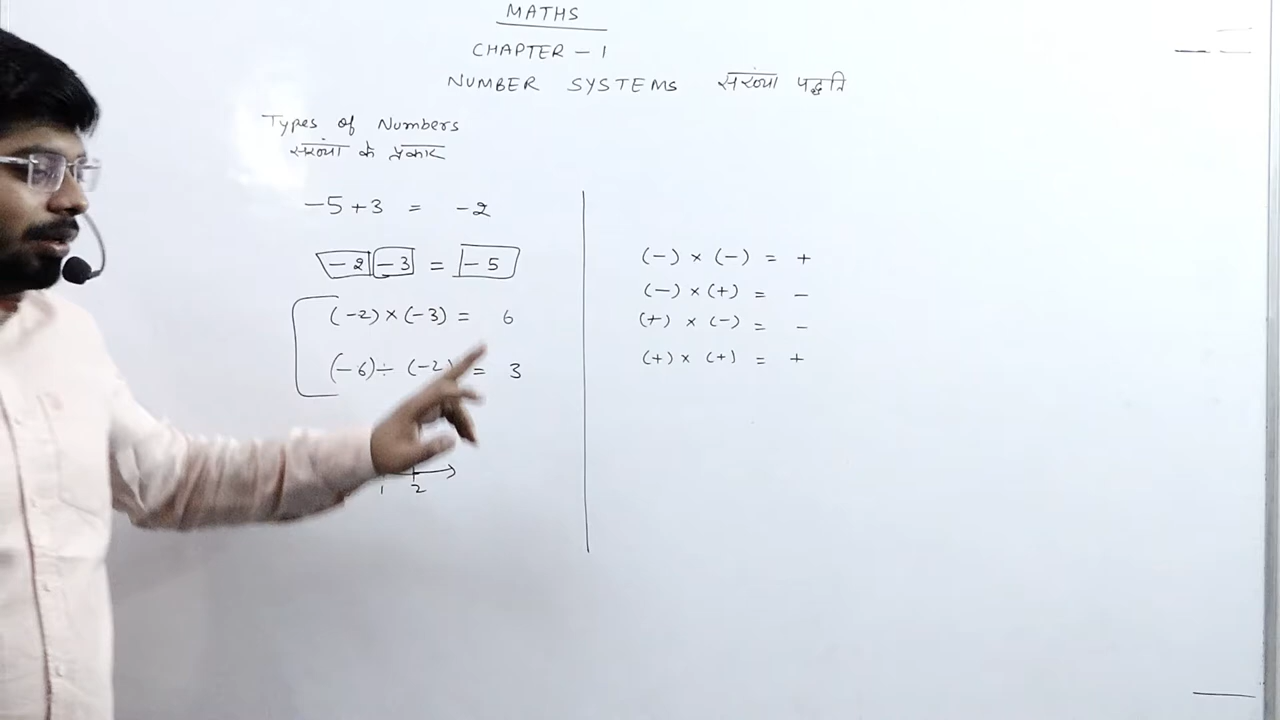 MATHS
CHAPTER - 1
NUMBER SYSTEMS संख्या पद्धति
Types of Numbers
संख्या के प्रकार
-5+3 = -2
-2 -3 = -5
(-2) × (-3) = 6
(-6) ÷ (-2) = 3
1 2
(-) × (-) = +
(-) × (+) = -
(+) × (-) = -
(+) × (+) = +